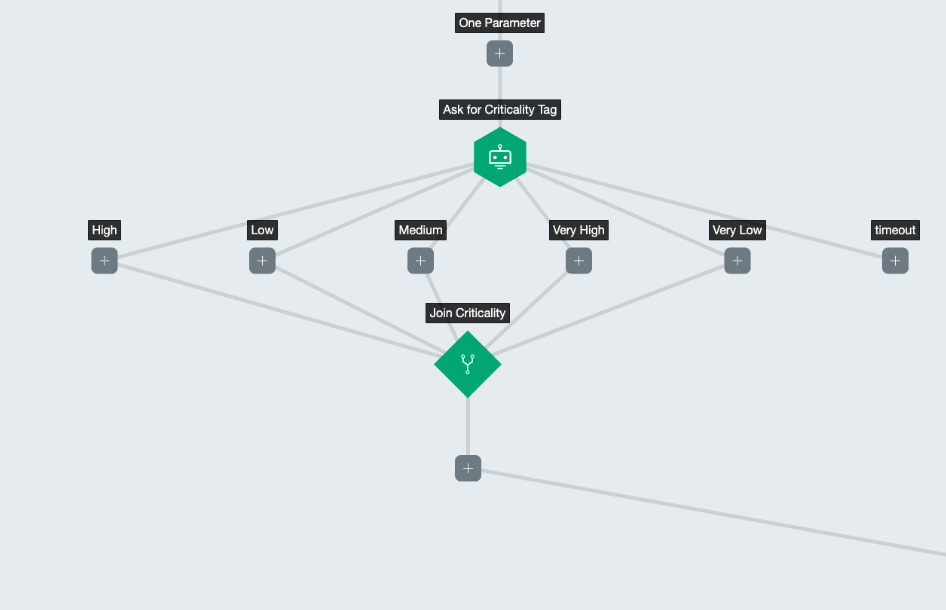 One Parameter
Ask for Criticality Tag
High
Low
Medium
Very High
Very Low
timeout
Join Criticality